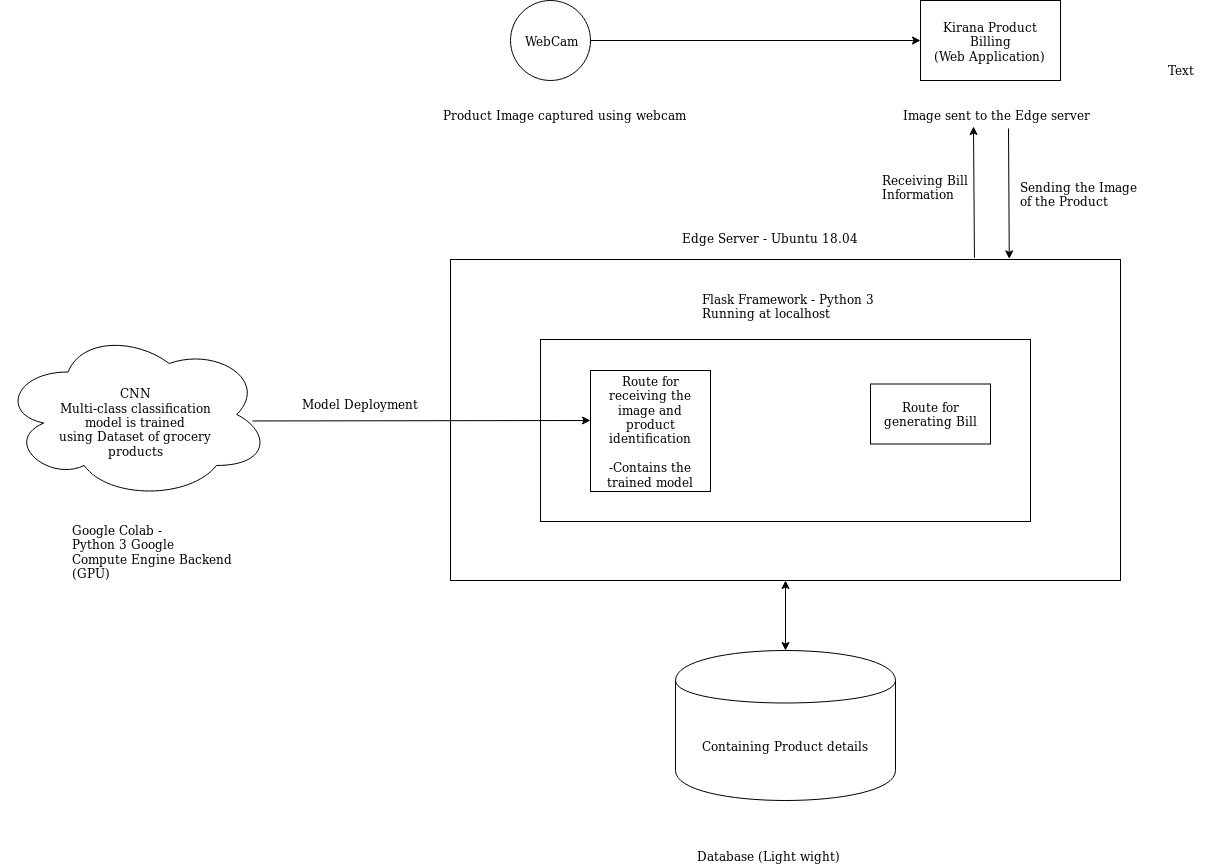 WebCam
Kirana Product
Billing
(Web Application)
Text
Product Image captured using webcam
Image sent to the Edge server
Receiving Bill
Information
Sending the Image
of the Product
Edge Server - Ubuntu 18.04
Flask Framework - Python 3
Running at localhost
CNN
Multi-class classification
model is trained
using Dataset of grocery
products
Model Deployment
Route for
receiving the
image and
product
identification
-Contains the
trained model
Route for
generating Bill
Google Colab -
Python 3 Google
Compute Engine Backend
(GPU)
Containing Product details
Database (Light wight)